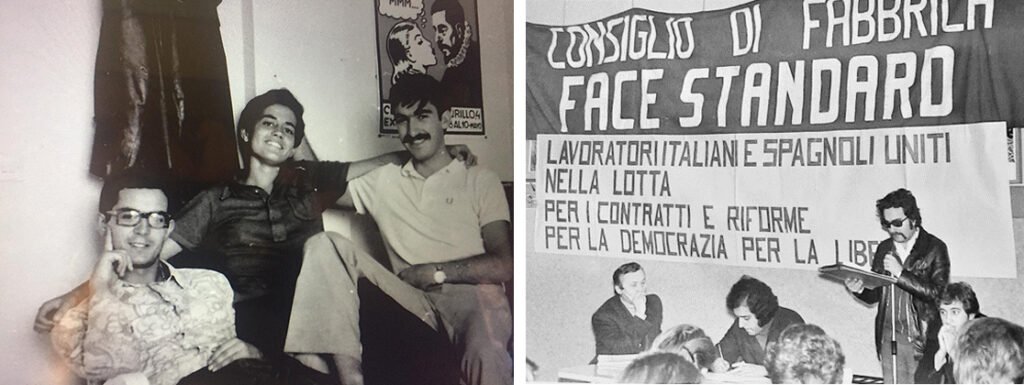 MMM...
CONSIGLIO DI FABBRICA
FACE STANDARD
LAVORATORI ITALIANI E SPAGNOLI UNITI
NELLA LOTTA
PER I CONTRATTI E RIFORME
PER LA DEMOCRAZIA PER LA LIBE